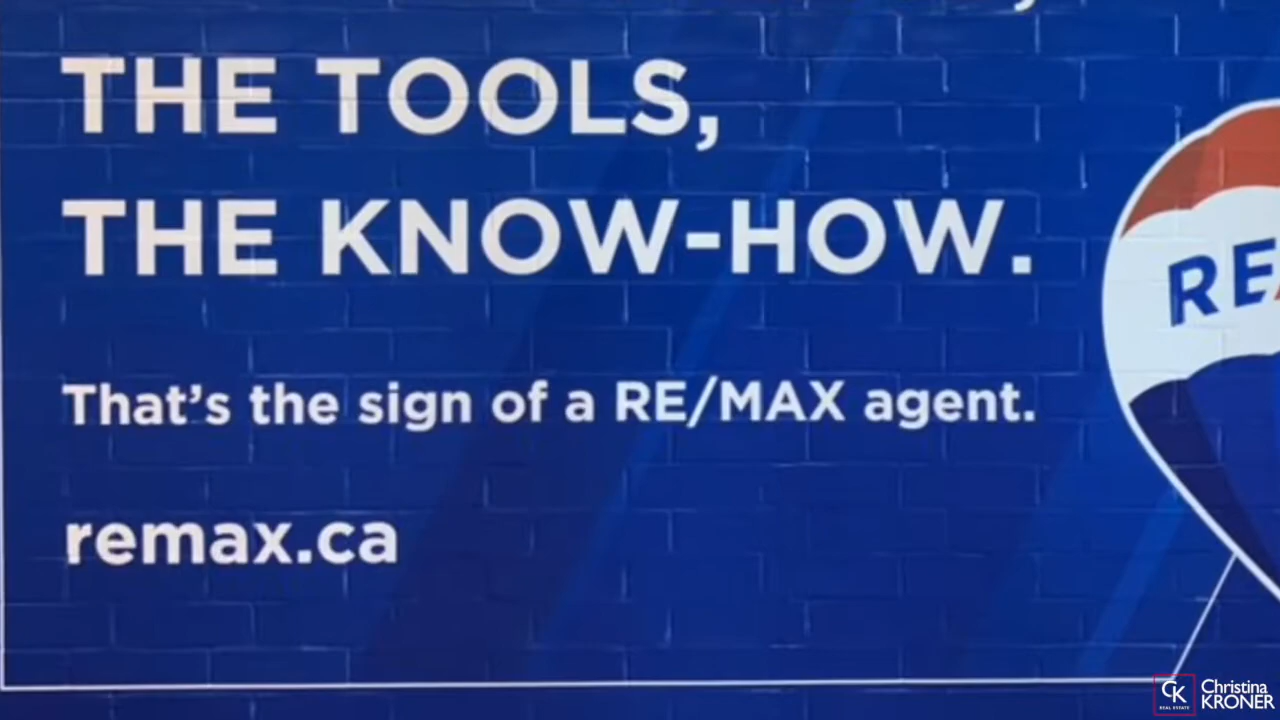 THE TOOLS,
THE KNOW-HOW.
That's the sign of a RE/MAX agent.
remax.ca
RE
CK
REAL ESTATE
Christina
KRONER